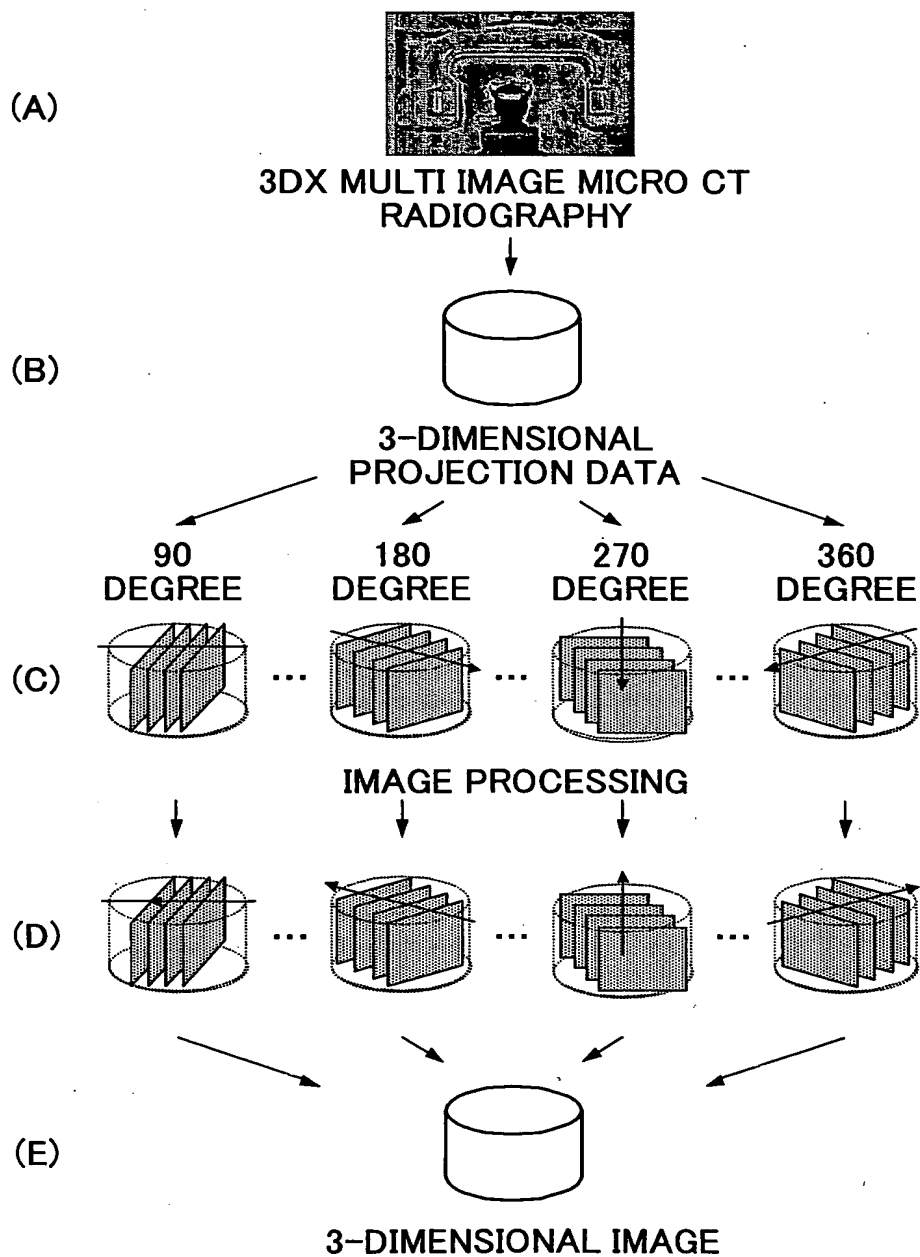 (A)
3DX MULTI IMAGE MICRO CT
RADIOGRAPHY
(B)
3-DIMENSIONAL
PROJECTION DATA
90 180 270 360
DEGREE DEGREE DEGREE DEGREE
(C) ... ... ...
IMAGE PROCESSING
(D) ... ... ...
(E)
3-DIMENSIONAL IMAGE